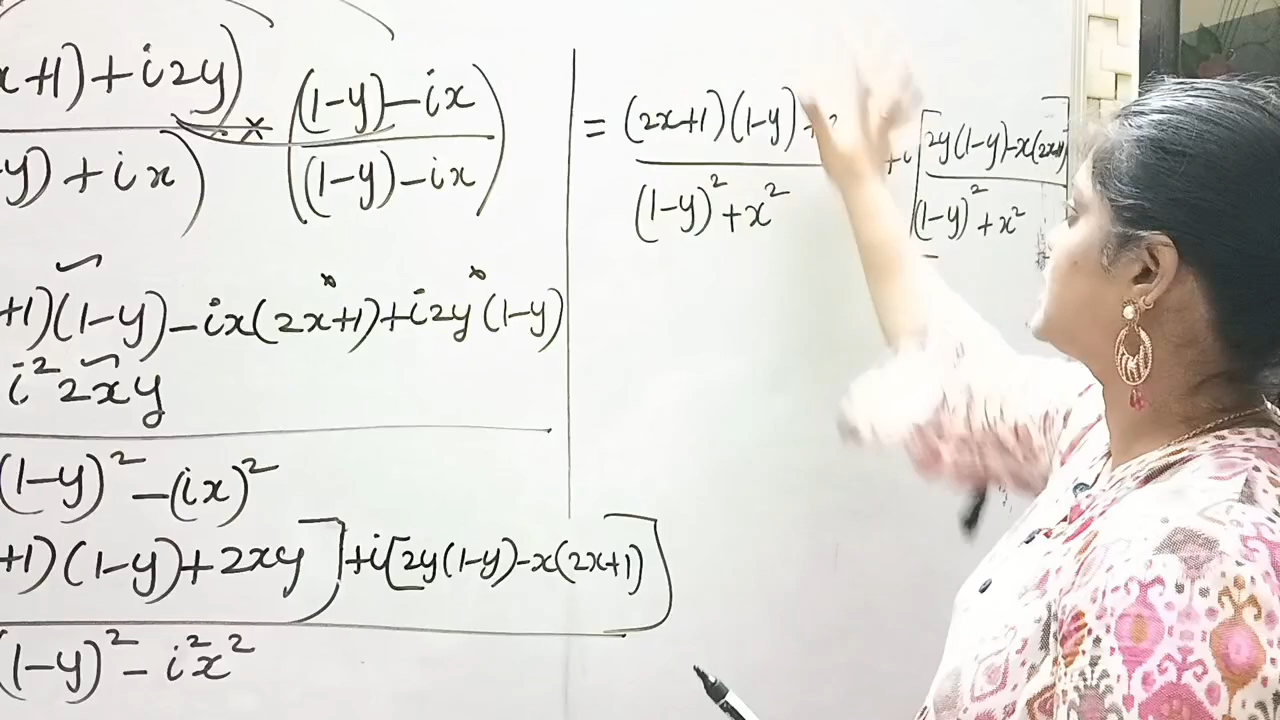 x+1)+i2y) × ((1-y)-ix)
-y)+ix) ((1-y)-ix)
+1)(1-y)-ix(2x+1)+i2y(1-y)
-i²2xy
(1-y)²-(ix)²
+1)(1-y)+2xy]+i[2y(1-y)-x(2x+1)]
(1-y)²-i²x²
= (2x+1)(1-y)+2 +i[2y(1-y)-x(2x+1)]
(1-y)²+x² (1-y)²+x²